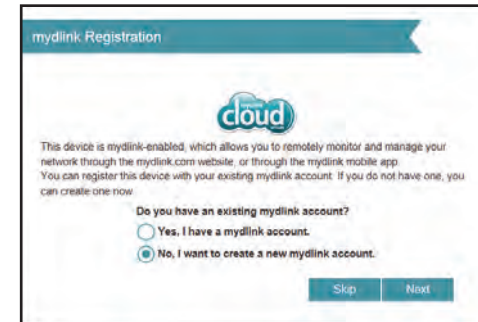 mydlink Registration
cloud
This device is mydlink-enabled, which allows you to remotely monitor and manage your
network through the mydlink.com website, or through the mydlink mobile app.
You can register this device with your existing mydlink account. If you do not have one, you
can create one now.
Do you have an existing mydlink account?
Yes, I have a mydlink account.
No, I want to create a new mydlink account.
Skip Next